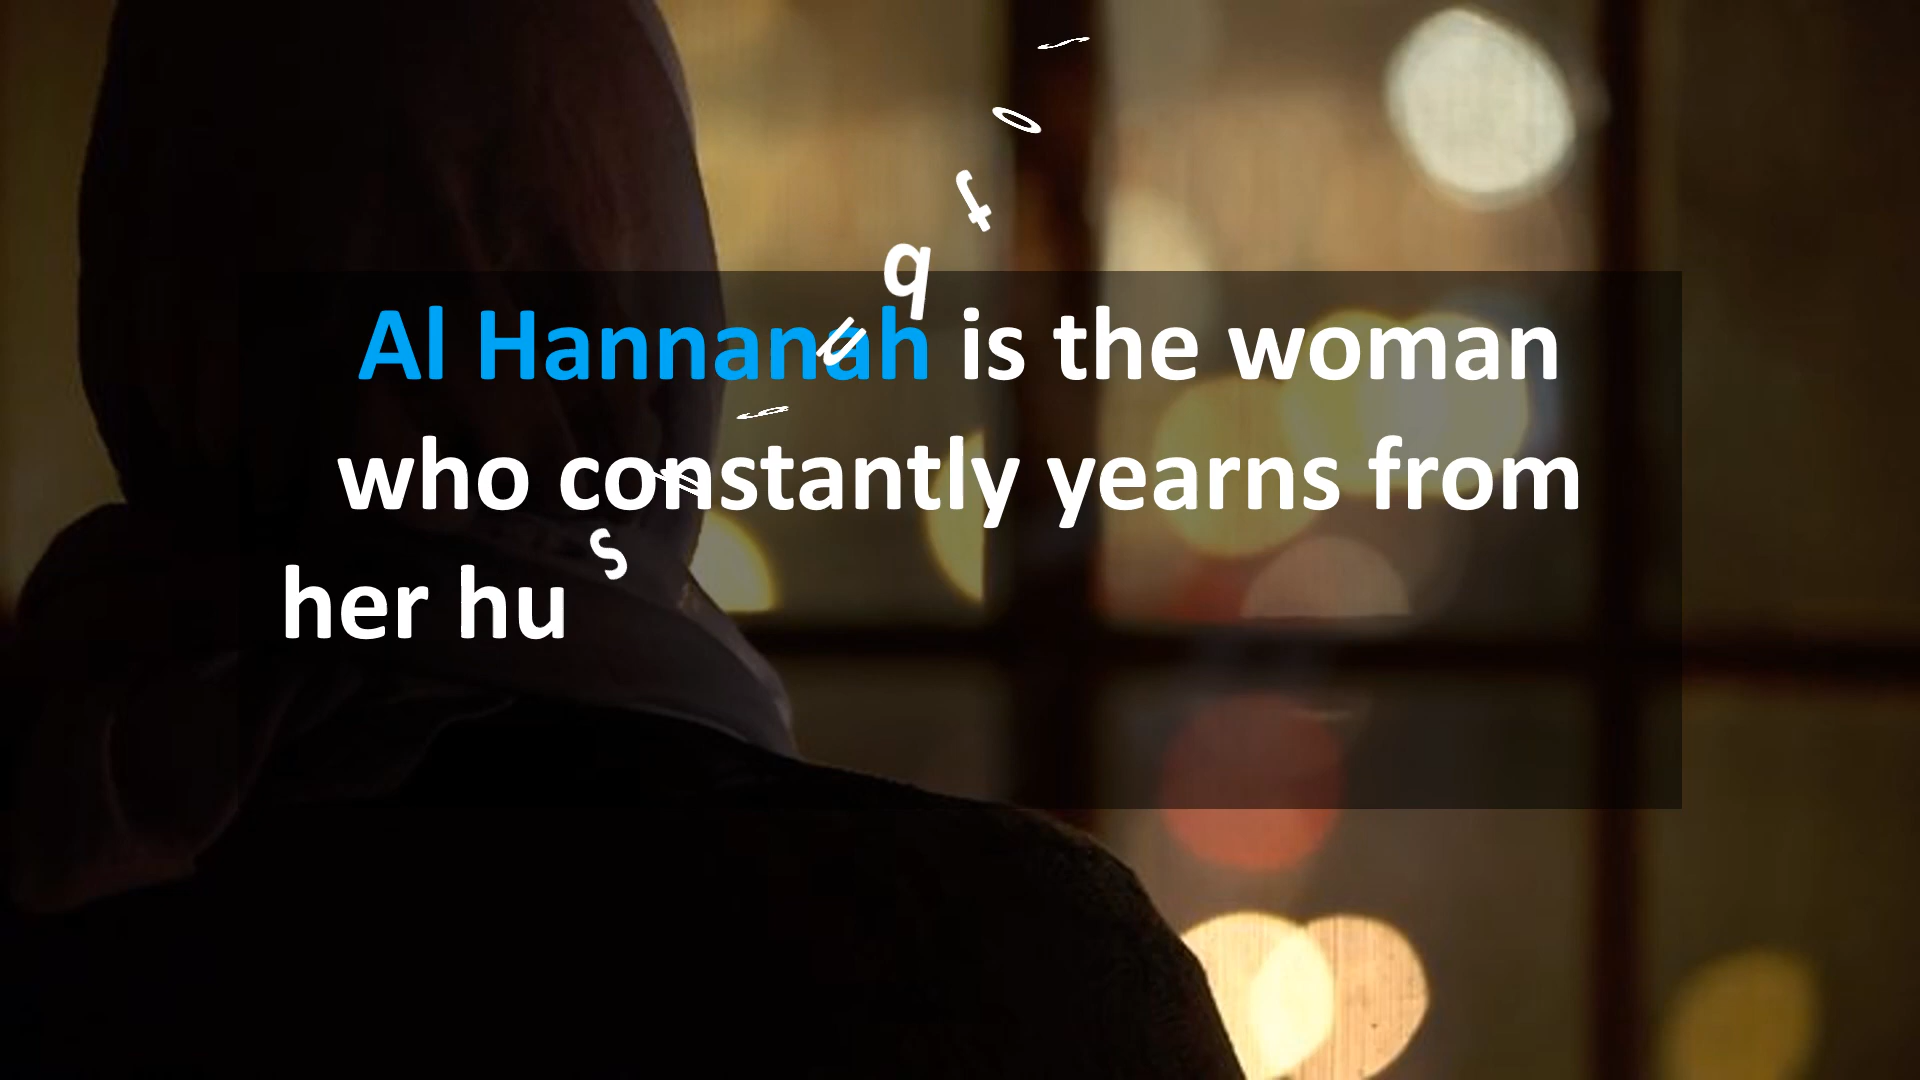 Al Hannanah is the woman
who constantly yearns from
her hu